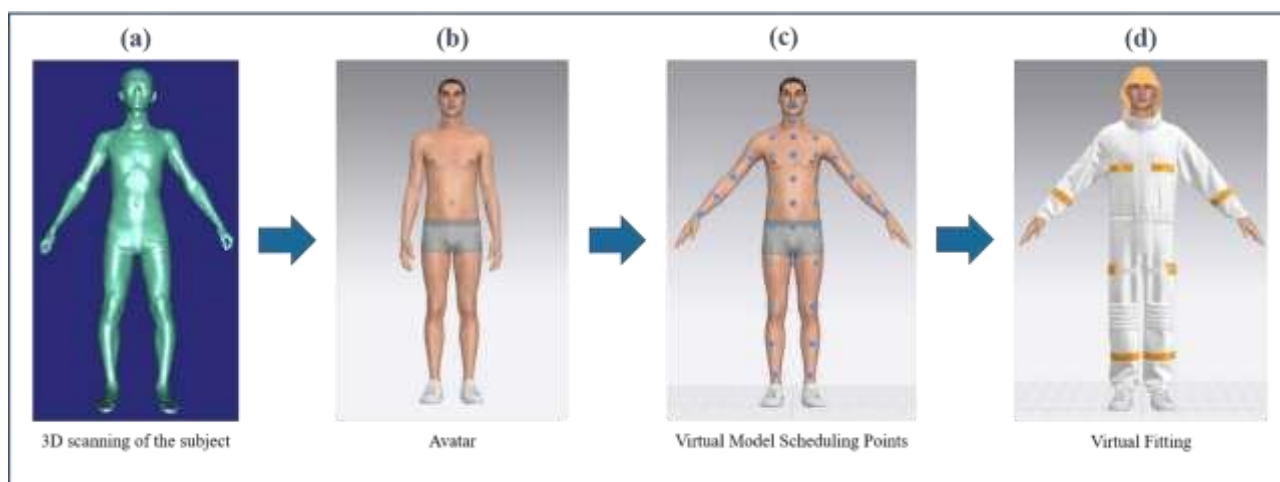 (a)
(b)
(c)
(d)
3D scanning of the subject
Avatar
Virtual Model Scheduling Points
Virtual Fitting